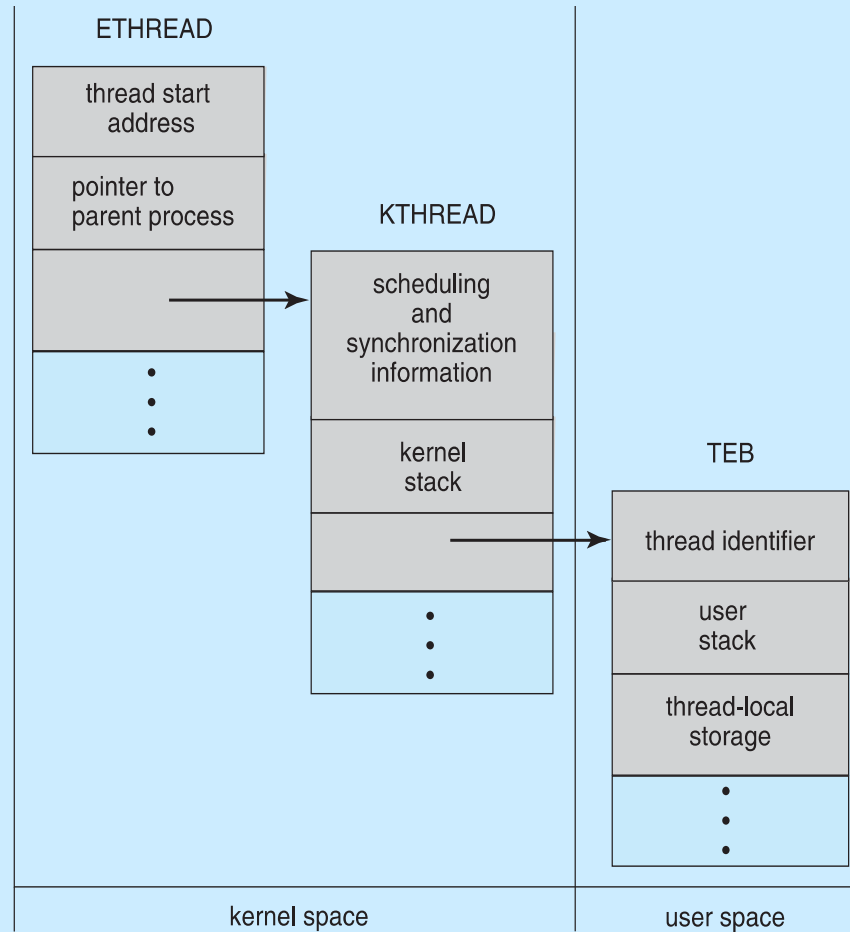 ETHREAD
thread start
address
pointer to
parent process
KTHREAD
scheduling
and
synchronization
information
kernel
stack
TEB
thread identifier
user
stack
thread-local
storage
kernel space
user space